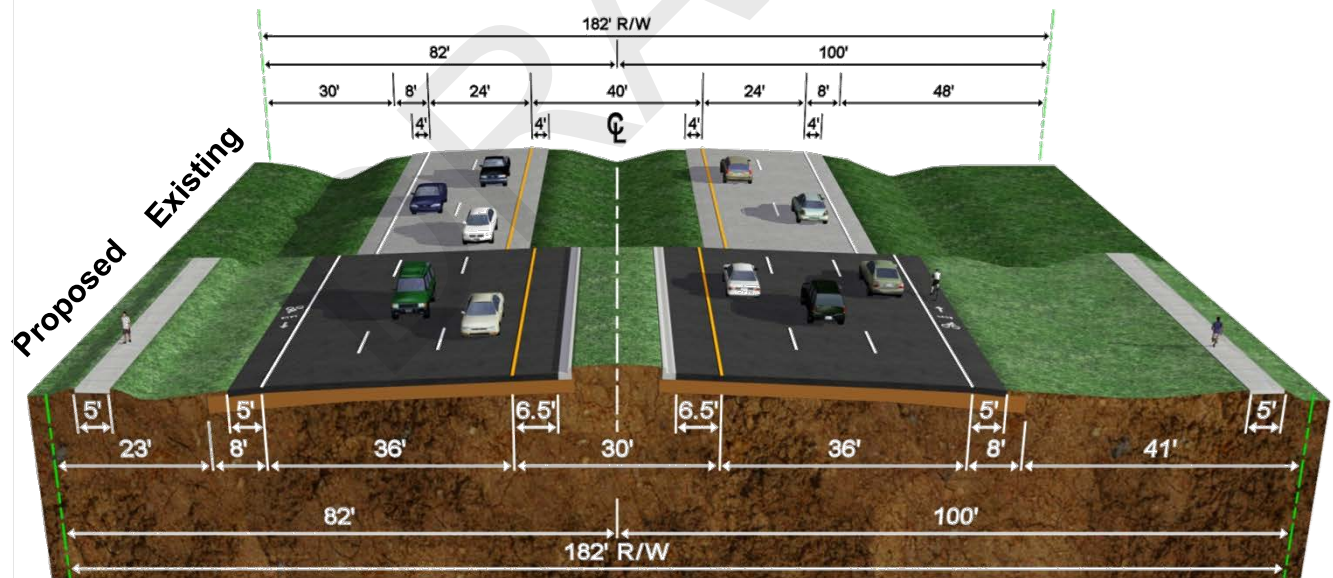 182' R/W
82' 100'
30' 8' 24' 40' 24' 8' 48'
4' 4' CL 4' 4'
Existing
Proposed
5' 5' 6.5' 6.5' 5' 5'
23' 8' 36' 30' 36' 8' 41'
82' 100'
182' R/W